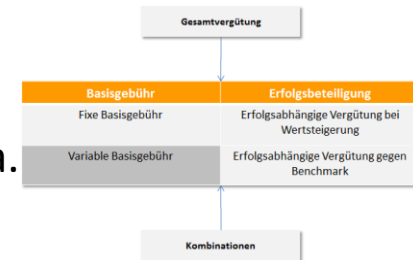 Gesamtvergütung
Basisgebühr Erfolgsbeteiligung
Fixe Basisgebühr Erfolgsabhängige Vergütung bei
Wertsteigerung
a.
Variable Basisgebühr Erfolgsabhängige Vergütung gegen
Benchmark
Kombinationen